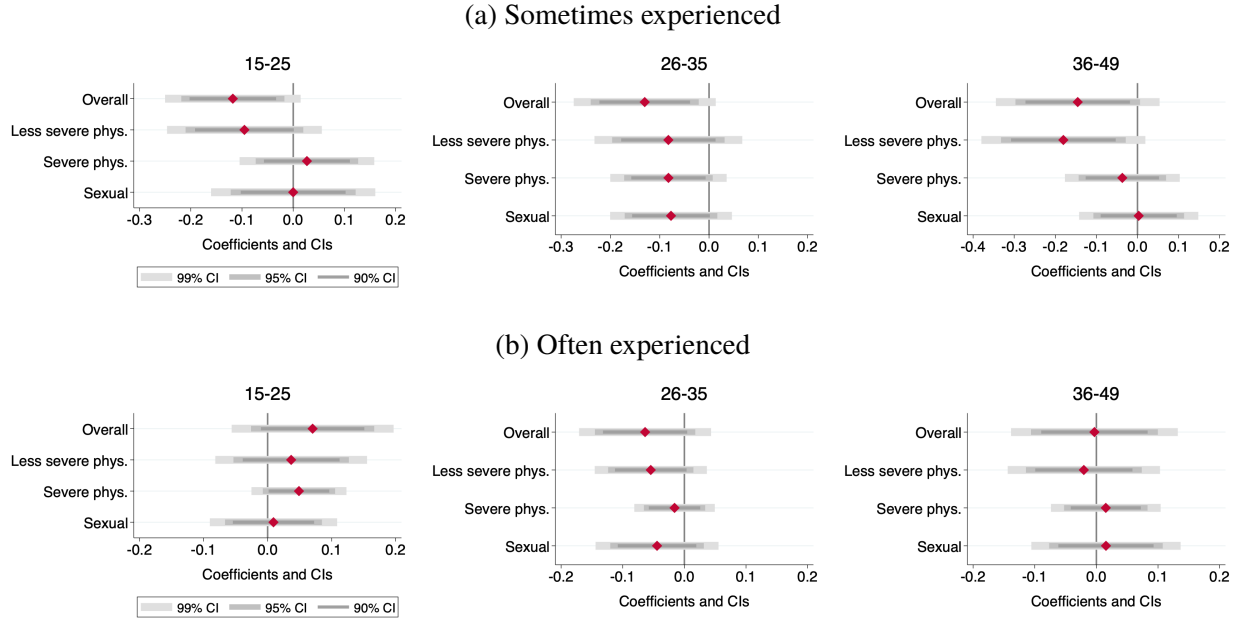 (a) Sometimes experienced
15-25
Overall
Less severe phys.
Severe phys.
Sexual
-0.3 -0.2 -0.1 0.0 0.1 0.2
Coefficients and CIs
99% CI 95% CI 90% CI
26-35
Overall
Less severe phys.
Severe phys.
Sexual
-0.3 -0.2 -0.1 0.0 0.1 0.2
Coefficients and CIs
36-49
Overall
Less severe phys.
Severe phys.
Sexual
-0.4 -0.3 -0.2 -0.1 0.0 0.1 0.2
Coefficients and CIs
(b) Often experienced
15-25
Overall
Less severe phys.
Severe phys.
Sexual
-0.2 -0.1 0.0 0.1 0.2
Coefficients and CIs
99% CI 95% CI 90% CI
26-35
Overall
Less severe phys.
Severe phys.
Sexual
-0.2 -0.1 0.0 0.1 0.2
Coefficients and CIs
36-49
Overall
Less severe phys.
Severe phys.
Sexual
-0.2 -0.1 0.0 0.1 0.2
Coefficients and CIs